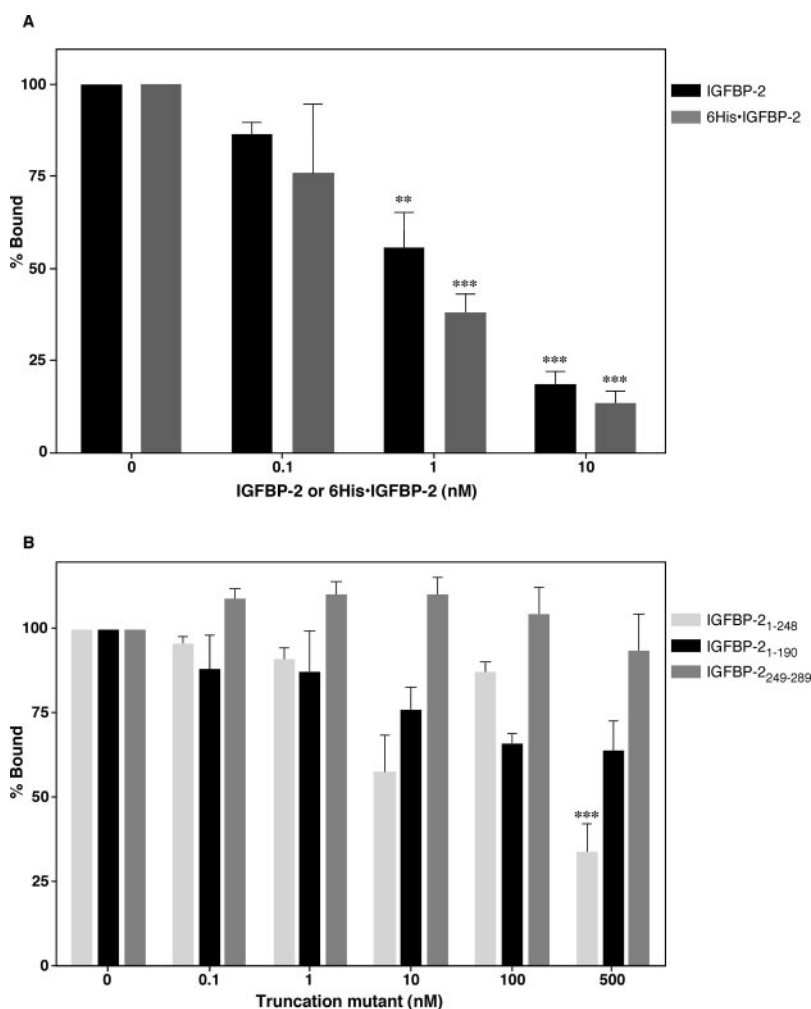 A
100
75
50
25
0
% Bound
** 
***
***
***
0 0.1 1 10
IGFBP-2 or 6His•IGFBP-2 (nM)
IGFBP-2
6His•IGFBP-2
B
100
75
50
25
0
% Bound
***
0 0.1 1 10 100 500
Truncation mutant (nM)
IGFBP-2₁₋₂₄₈
IGFBP-2₁₋₁₉₀
IGFBP-2₂₄₉₋₂₈₉